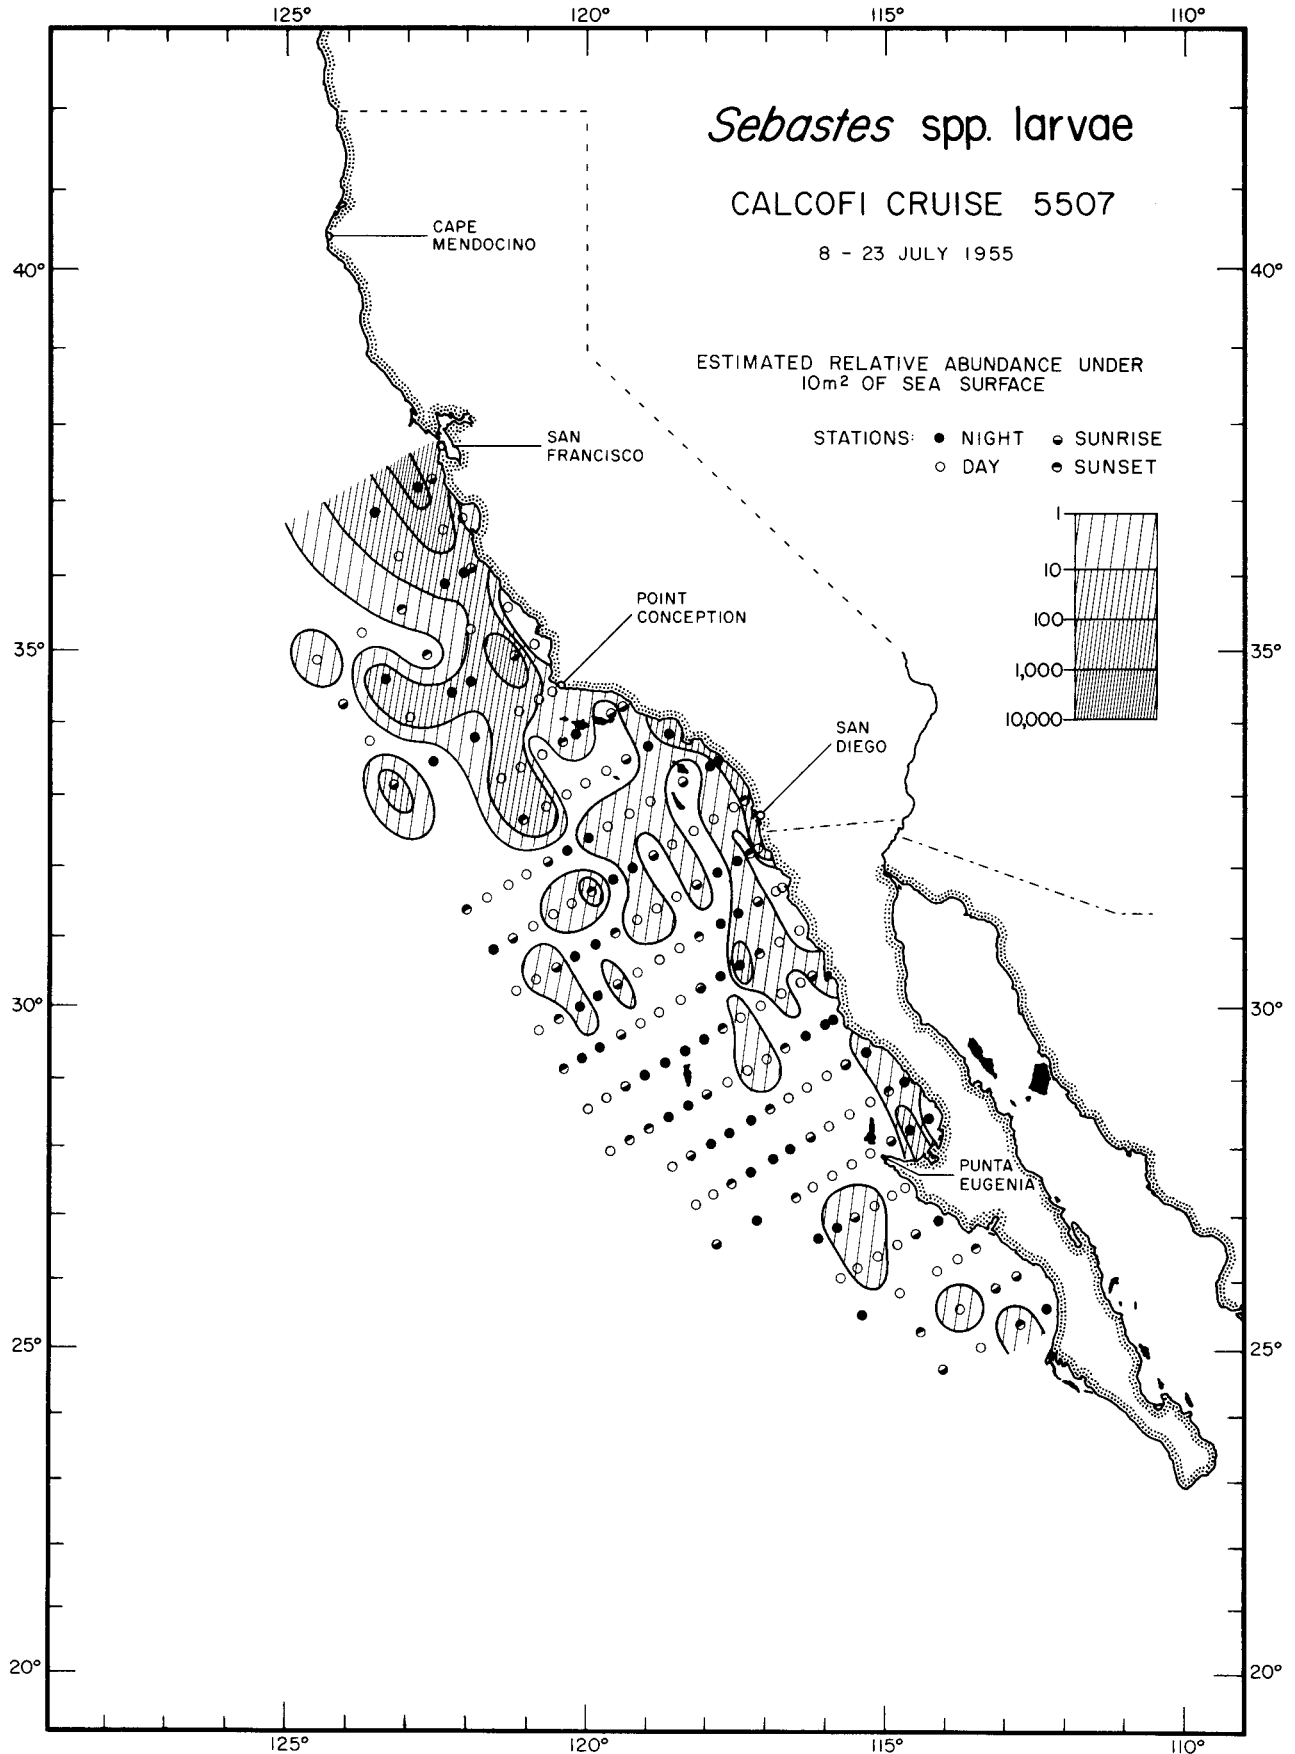 125° 120° 115° 110°
Sebastes spp. larvae
CALCOFI CRUISE 5507
8 - 23 JULY 1955
CAPE
MENDOCINO
40° 40°
ESTIMATED RELATIVE ABUNDANCE UNDER
10m² OF SEA SURFACE
STATIONS: ● NIGHT SUNRISE
○ DAY SUNSET
SAN
FRANCISCO
1
10
100
1,000
10,000
POINT
CONCEPTION
35° 35°
SAN
DIEGO
30° 30°
PUNTA
EUGENIA
25° 25°
20° 20°
125° 120° 115° 110°